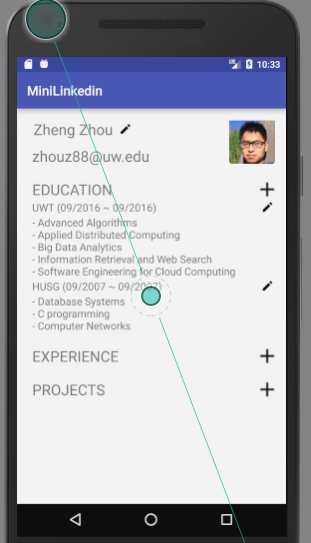 10:33
MiniLinkedin
Zheng Zhou
zhouz88@uw.edu
EDUCATION
UWT (09/2016 ~ 09/2016)
- Advanced Algorithms
- Applied Distributed Computing
- Big Data Analytics
- Information Retrieval and Web Search
- Software Engineering for Cloud Computing
HUSG (09/2007 ~ 09/2007)
- Database Systems
- C programming
- Computer Networks
EXPERIENCE
PROJECTS